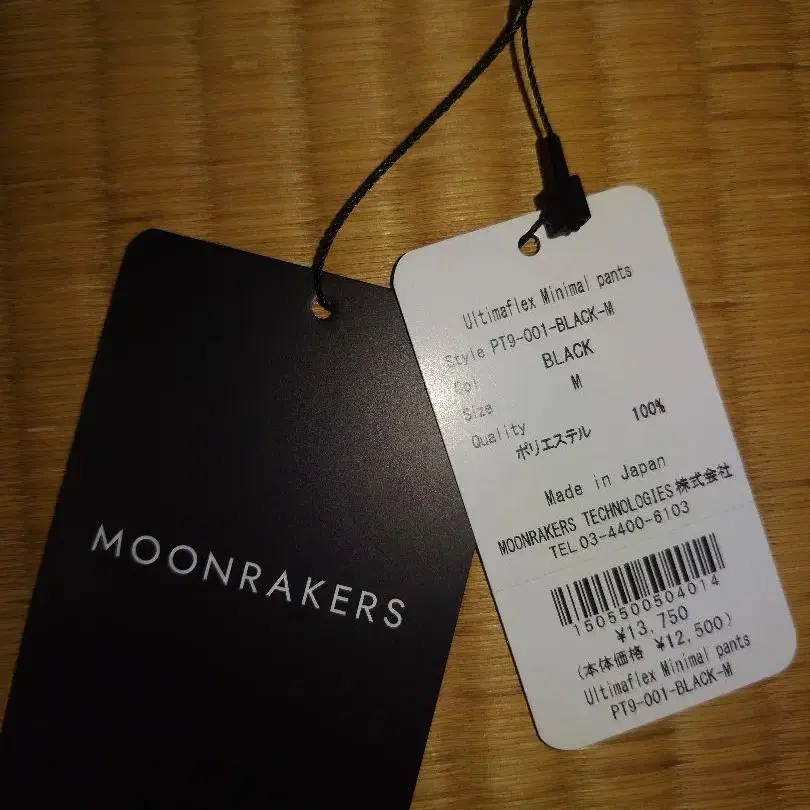 MOONRAKERS
Ultimaflex Minimal pants
Style PT9-001-BLACK-M
Col BLACK
Size M
Quality
ポリエステル 100%
Made in Japan
MOONRAKERS TECHNOLOGIES株式会社
TEL 03-4400-6103
1505500504014
¥13,750
(本体価格 ¥12,500)
Ultimaflex Minimal pants
PT9-001-BLACK-M